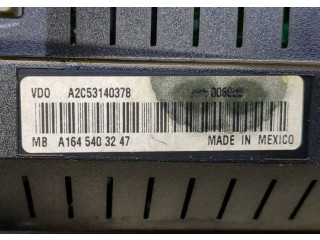 VDO A2C53140378
MB A164 540 32 47 MADE IN MEXICO